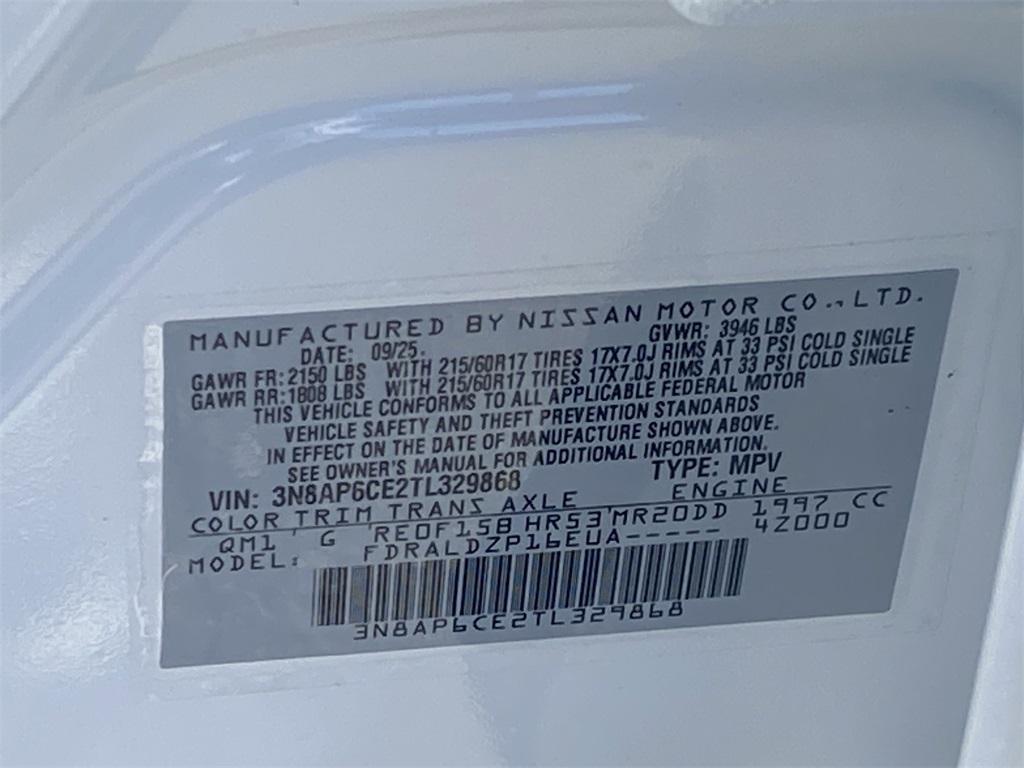 MANUFACTURED BY NISSAN MOTOR CO., LTD.
DATE: 09/25. GVWR: 3946 LBS
GAWR FR: 2150 LBS WITH 215/60R17 TIRES 17X7.0J RIMS AT 33 PSI COLD SINGLE
GAWR RR: 1808 LBS WITH 215/60R17 TIRES 17X7.0J RIMS AT 33 PSI COLD SINGLE
THIS VEHICLE CONFORMS TO ALL APPLICABLE FEDERAL MOTOR
VEHICLE SAFETY AND THEFT PREVENTION STANDARDS
IN EFFECT ON THE DATE OF MANUFACTURE SHOWN ABOVE.
SEE OWNER'S MANUAL FOR ADDITIONAL INFORMATION.
VIN: 3N8AP6CE2TL329868 TYPE: MPV
COLOR TRIM TRANS AXLE ENGINE
QM1 G RE0F15B HR53 MR20DD 1997 CC
MODEL: FDRALDZP16EUA----- 4Z000
3N8AP6CE2TL329868